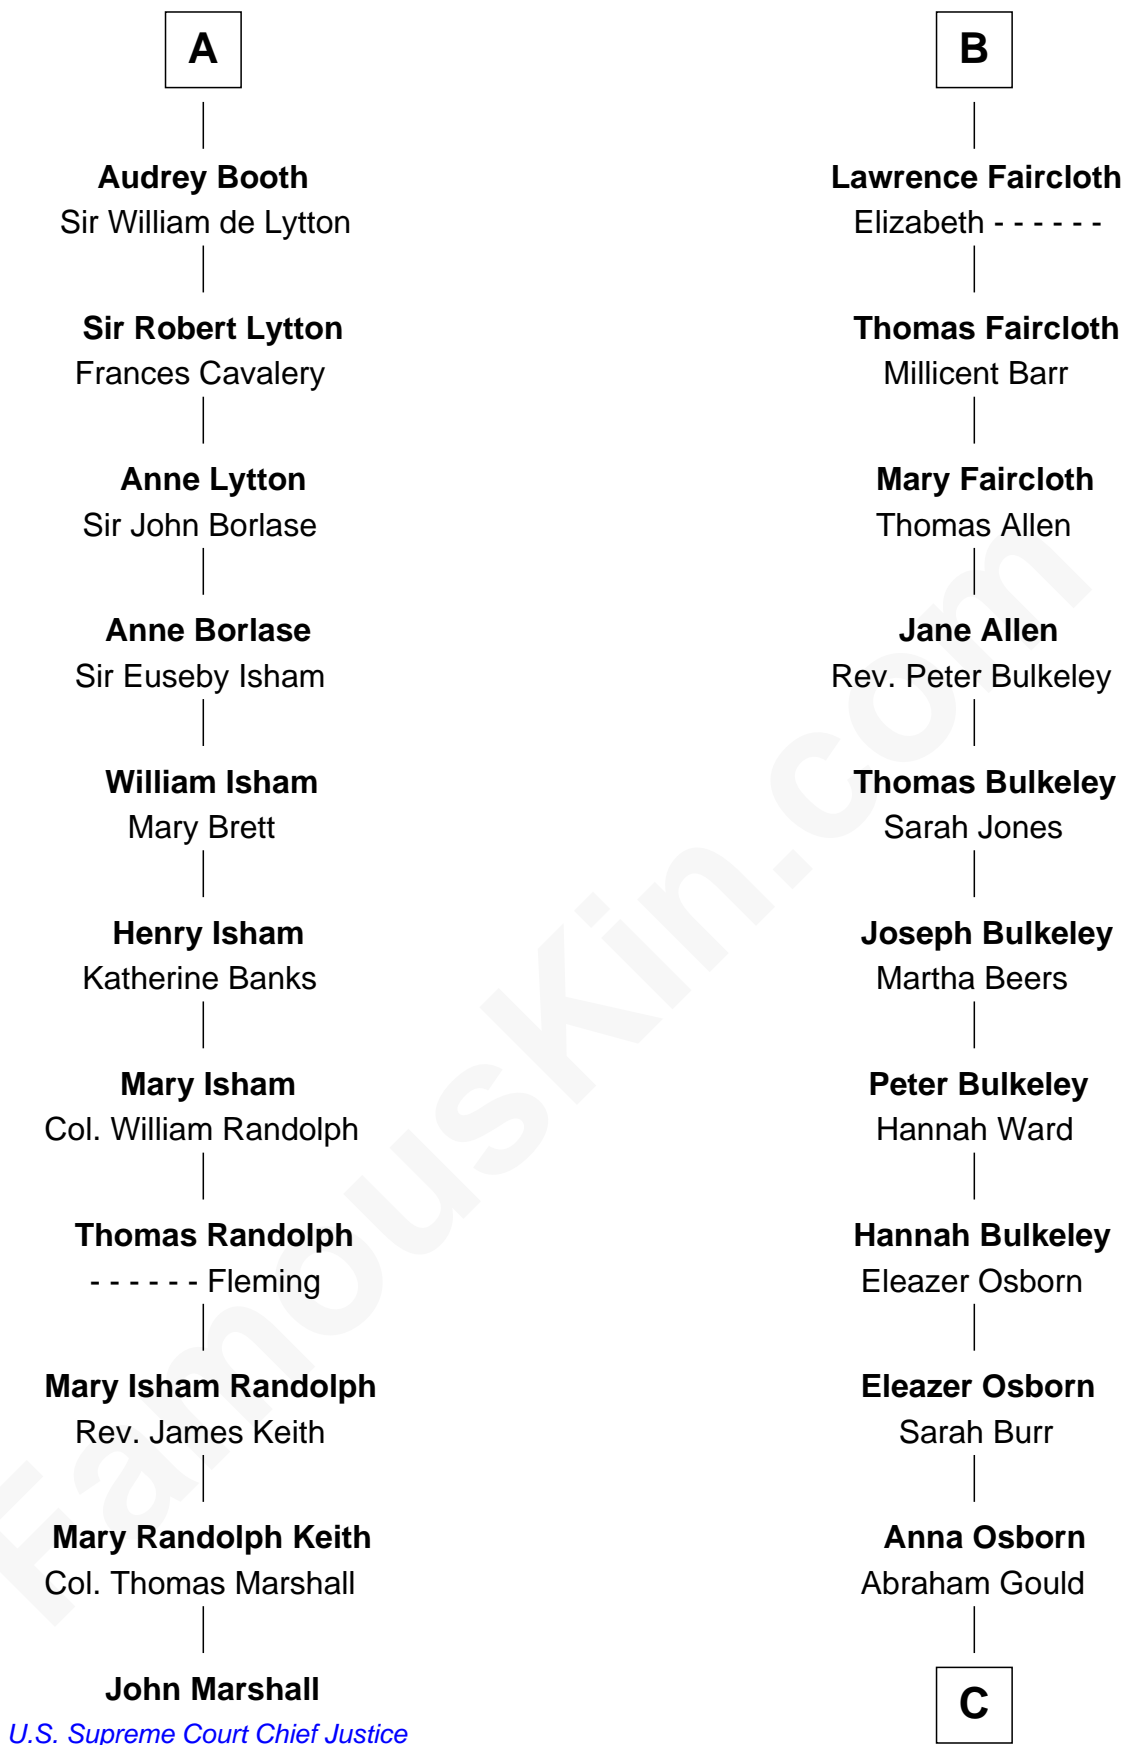 A
Audrey Booth
Sir William de Lytton
Sir Robert Lytton
Frances Cavalery
Anne Lytton
Sir John Borlase
Anne Borlase
Sir Euseby Isham
William Isham
Mary Brett
Henry Isham
Katherine Banks
Mary Isham
Col. William Randolph
Thomas Randolph
- - - - - - Fleming
Mary Isham Randolph
Rev. James Keith
Mary Randolph Keith
Col. Thomas Marshall
John Marshall
U.S. Supreme Court Chief Justice
B
Lawrence Faircloth
Elizabeth - - - - - -
Thomas Faircloth
Millicent Barr
Mary Faircloth
Thomas Allen
Jane Allen
Rev. Peter Bulkeley
Thomas Bulkeley
Sarah Jones
Joseph Bulkeley
Martha Beers
Peter Bulkeley
Hannah Ward
Hannah Bulkeley
Eleazer Osborn
Eleazer Osborn
Sarah Burr
Anna Osborn
Abraham Gould
C
FamousKin.com